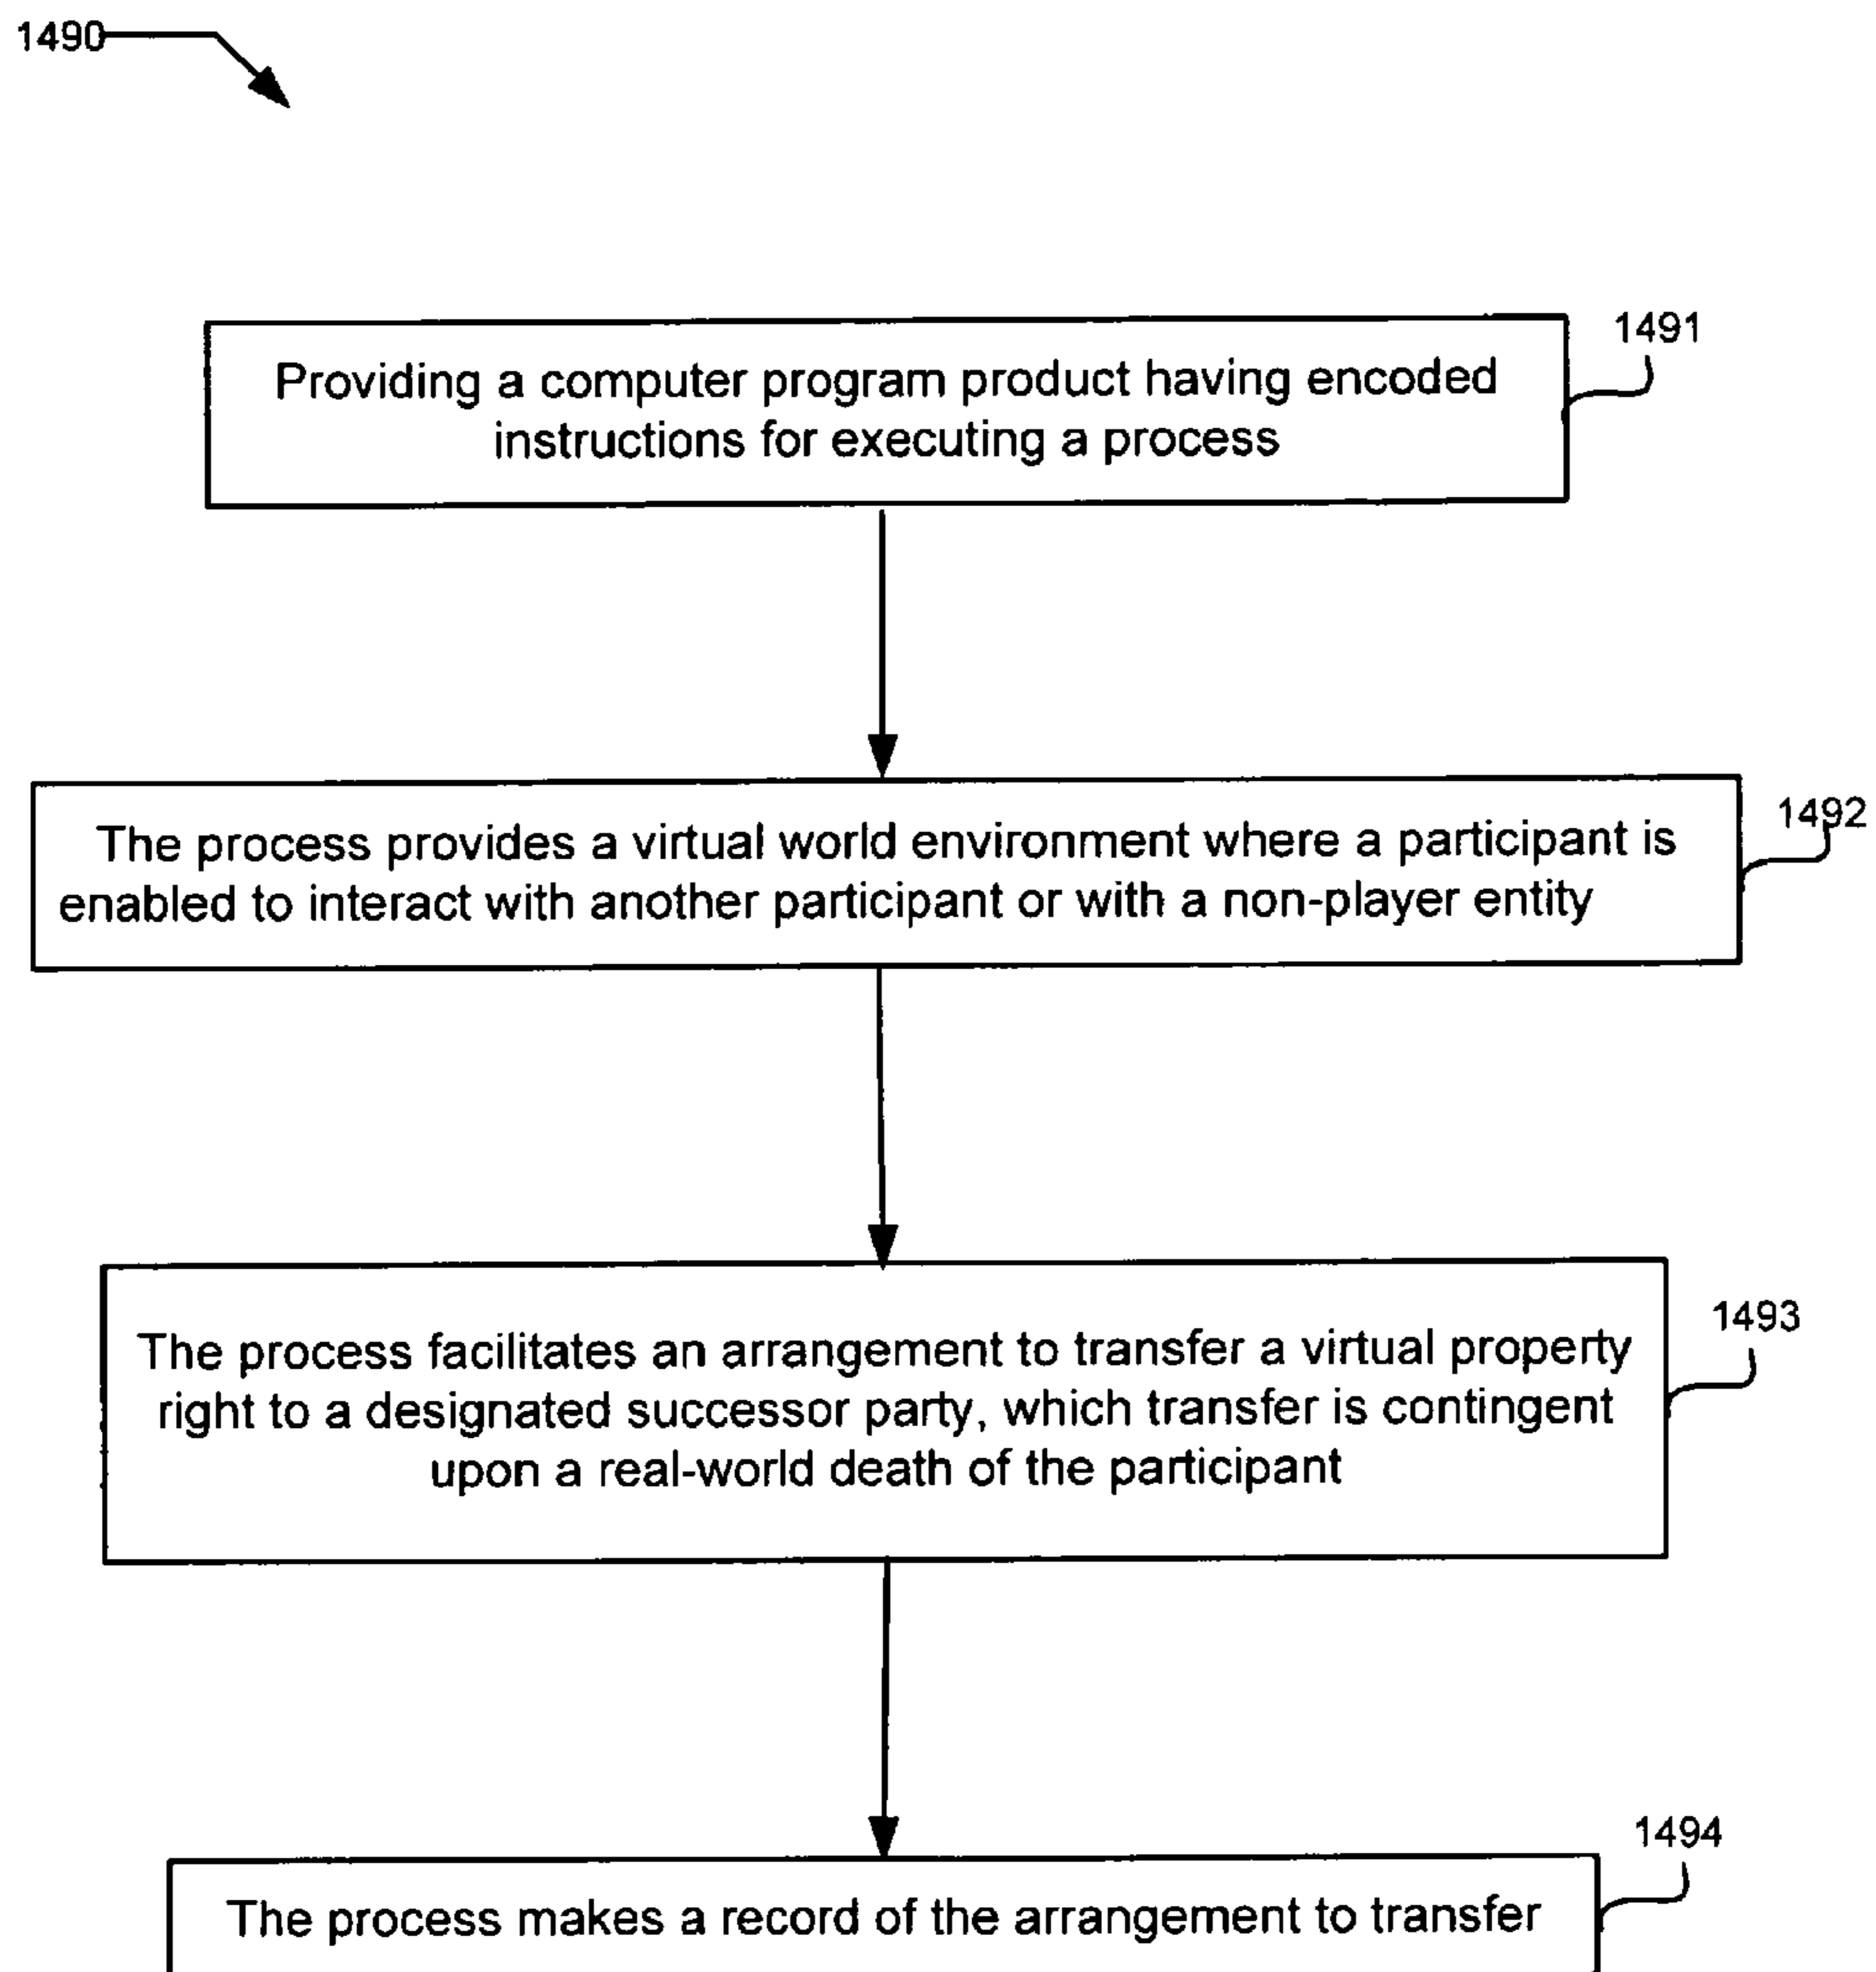 1490
1491
Providing a computer program product having encoded
instructions for executing a process
1492
The process provides a virtual world environment where a participant is
enabled to interact with another participant or with a non-player entity
1493
The process facilitates an arrangement to transfer a virtual property
right to a designated successor party, which transfer is contingent
upon a real-world death of the participant
1494
The process makes a record of the arrangement to transfer